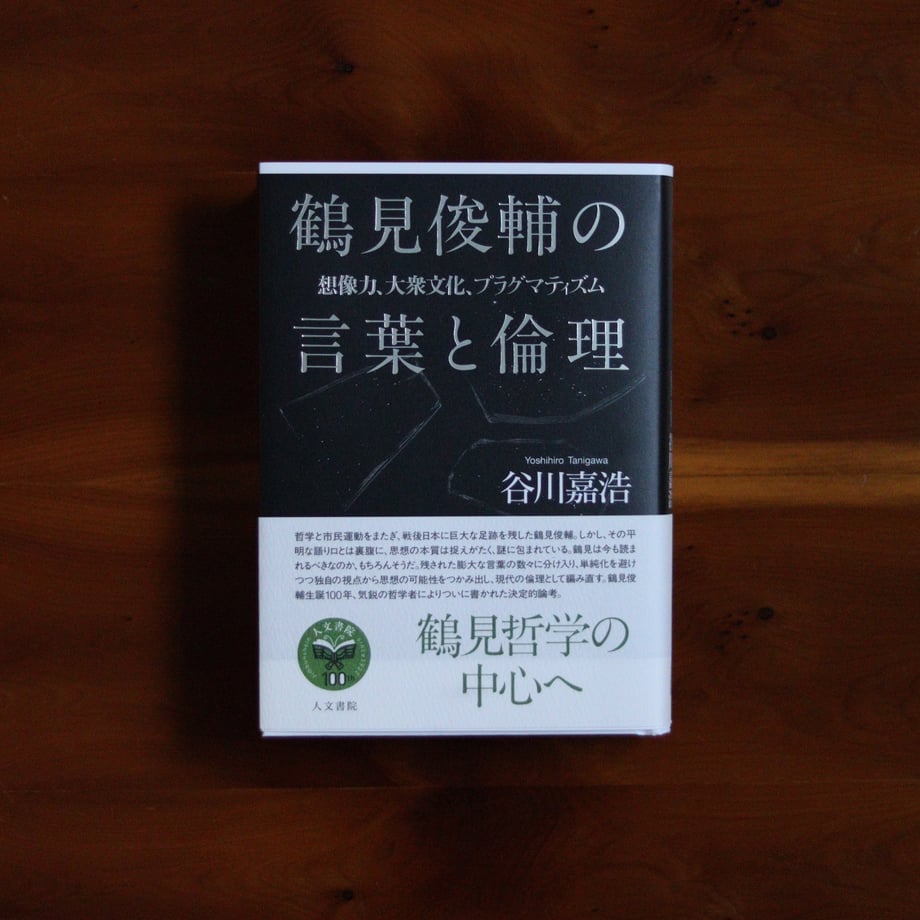 鶴見俊輔の
想像力、大衆文化、プラグマティズム
言葉と倫理
Yoshihiro Tanigawa
谷川嘉浩
哲学と市民運動をまたぎ、戦後日本に巨大な足跡を残した鶴見俊輔。しかし、その平
明な語り口とは裏腹に、思想の本質は捉えがたく、謎に包まれている。鶴見は今も読ま
れるべきなのか、もちろんそうだ。残された膨大な言葉の数々に分け入り、単純化を避け
つつ独自の視点から思想の可能性をつかみ出し、現代の倫理として編み直す。鶴見俊
輔生誕100年、気鋭の哲学者によりついに書かれた決定的論考。
人文書院
100th
人文書院
鶴見哲学の
中心へ